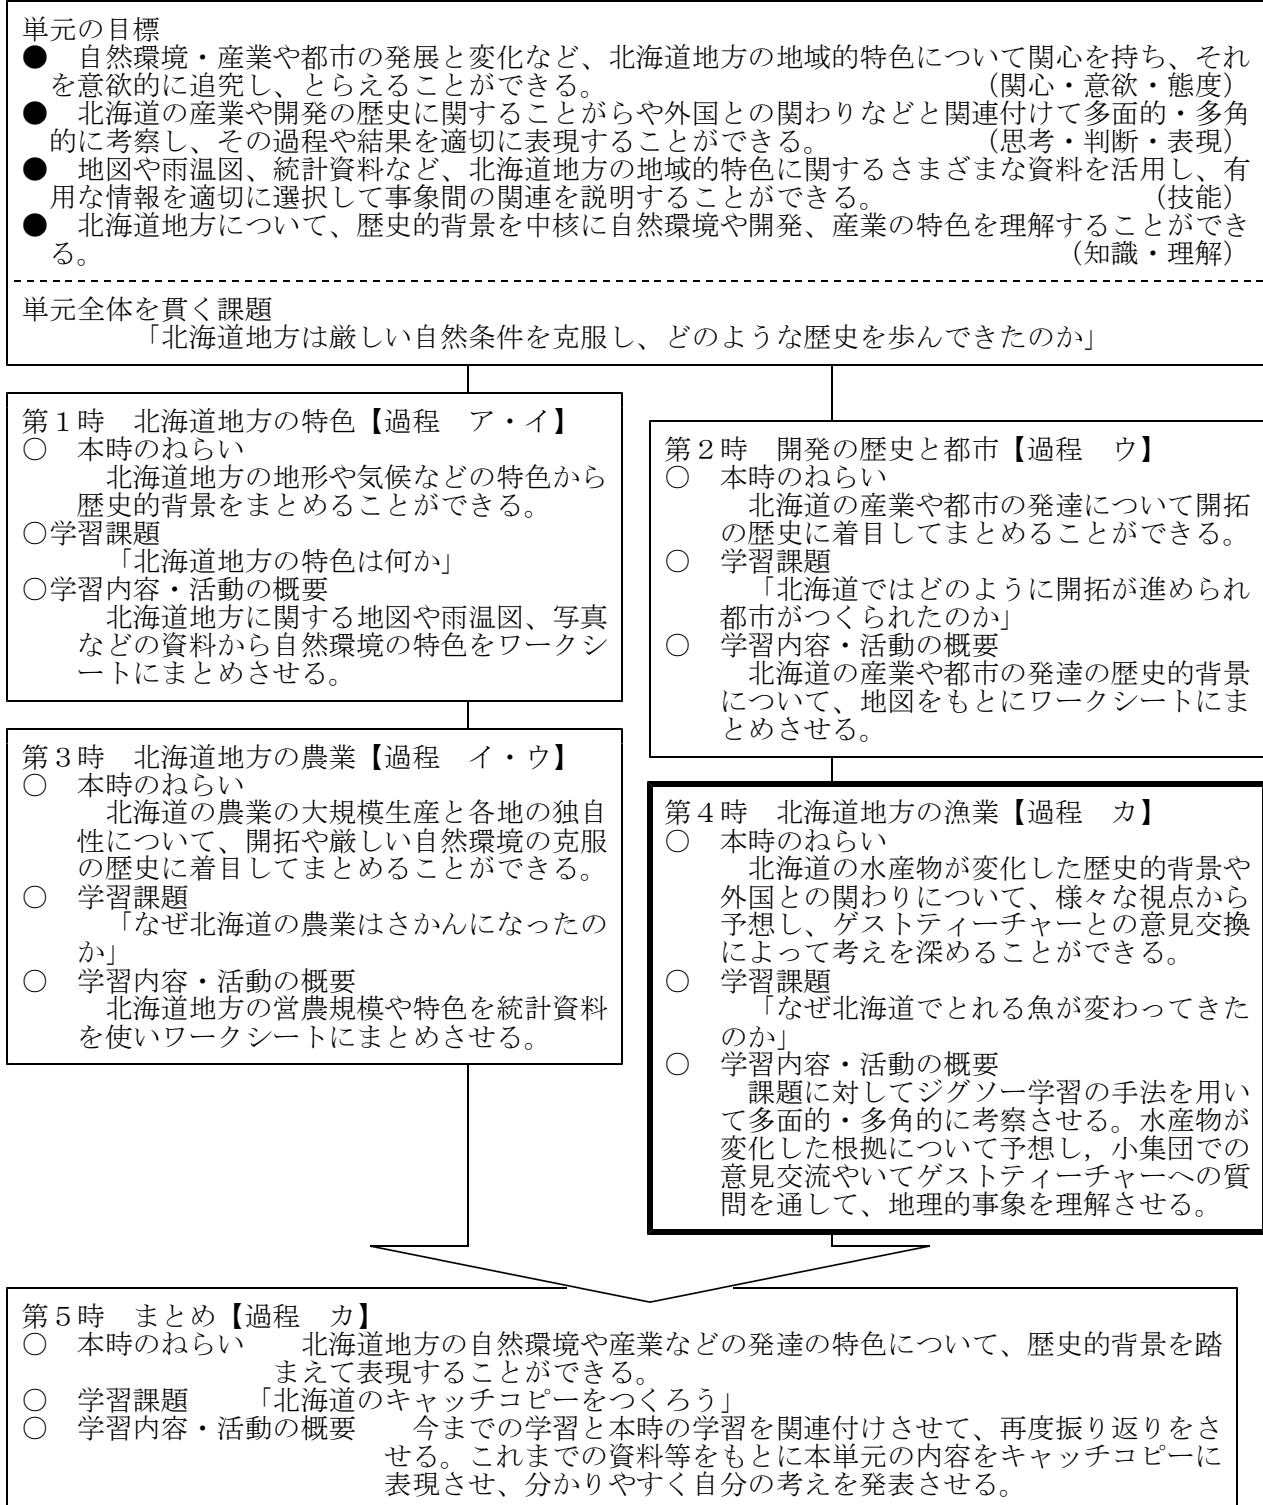 単元の目標
● 自然環境・産業や都市の発展と変化など、北海道地方の地域的特色について関心を持ち、それ
を意欲的に追究し、とらえることができる。 (関心・意欲・態度)
● 北海道の産業や開発の歴史に関することがらや外国との関わりなどと関連付けて多面的・多角
的に考察し、その過程や結果を適切に表現することができる。 (思考・判断・表現)
● 地図や雨温図、統計資料など、北海道地方の地域的特色に関するさまざまな資料を活用し、有
用な情報を適切に選択して事象間の関連を説明することができる。 (技能)
● 北海道地方について、歴史的背景を中核に自然環境や開発、産業の特色を理解することができ
る。 (知識・理解)
単元全体を貫く課題
「北海道地方は厳しい自然条件を克服し、どのような歴史を歩んできたのか」
第1時 北海道地方の特色【過程 ア・イ】
○ 本時のねらい
北海道地方の地形や気候などの特色から
歴史的背景をまとめることができる。
○学習課題
「北海道地方の特色は何か」
○学習内容・活動の概要
北海道地方に関する地図や雨温図、写真
などの資料から自然環境の特色をワークシ
ートにまとめさせる。
第2時 開発の歴史と都市【過程 ウ】
○ 本時のねらい
北海道の産業や都市の発達について開拓
の歴史に着目してまとめることができる。
○ 学習課題
「北海道ではどのように開拓が進められ
都市がつくられたのか」
○ 学習内容・活動の概要
北海道の産業や都市の発達の歴史的背景
について、地図をもとにワークシートにま
とめさせる。
第3時 北海道地方の農業【過程 イ・ウ】
○ 本時のねらい
北海道の農業の大規模生産と各地の独自
性について、開拓や厳しい自然環境の克服
の歴史に着目してまとめることができる。
○ 学習課題
「なぜ北海道の農業はさかんになったの
か」
○ 学習内容・活動の概要
北海道地方の営農規模や特色を統計資料
を使いワークシートにまとめさせる。
第4時 北海道地方の漁業【過程 カ】
○ 本時のねらい
北海道の水産物が変化した歴史的背景や
外国との関わりについて、様々な視点から
予想し、ゲストティーチャーとの意見交換
によって考えを深めることができる。
○ 学習課題
「なぜ北海道でとれる魚が変わってきた
のか」
○ 学習内容・活動の概要
課題に対してジグソー学習の手法を用い
て多面的・多角的に考察させる。水産物が
変化した根拠について予想し，小集団での
意見交流やいてゲストティーチャーへの質
問を通して、地理的事象を理解させる。
第5時 まとめ【過程 カ】
○ 本時のねらい 北海道地方の自然環境や産業などの発達の特色について、歴史的背景を踏
まえて表現することができる。
○ 学習課題 「北海道のキャッチコピーをつくろう」
○ 学習内容・活動の概要 今までの学習と本時の学習を関連付けさせて、再度振り返りをさ
せる。これまでの資料等をもとに本単元の内容をキャッチコピーに
表現させ、分かりやすく自分の考えを発表させる。